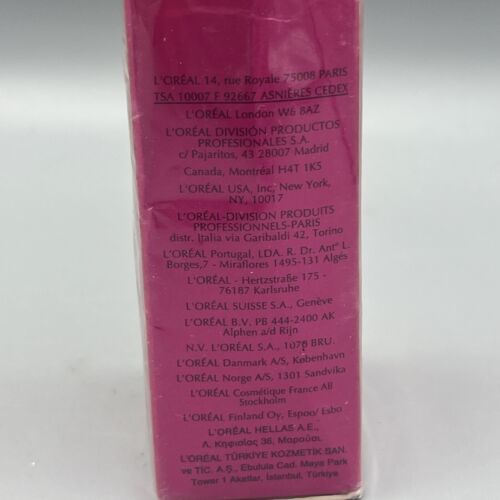 L'ORÉAL 14, rue Royale 75008 PARIS
TSA 10007 F 92667 ASNIÈRES CEDEX
L'ORÉAL London W6 8AZ
L'ORÉAL DIVISIÓN PRODUCTOS
PROFESIONALES S.A.
c/ Pajaritos, 43 28007 Madrid
Canada, Montréal H4T 1K5
L'ORÉAL USA, Inc, New York,
NY, 10017
L'ORÉAL-DIVISION PRODUITS
PROFESSIONNELS-PARIS
distr. italia via Garibaldi 42, Torino
L'ORÉAL Portugal, LDA. R. Dr. Antº L.
Borges,7 - Miraflores 1495-131 Algés
L'ORÉAL - Hertzstraße 175 -
76187 Karlsruhe
L'ORÉAL SUISSE S.A., Genève
L'ORÉAL B.V. PB 444-2400 AK
Alphen a/d Rijn
N.V. L'ORÉAL S.A., 1070 BRU.
L'ORÉAL Danmark A/S, København
L'ORÉAL Norge A/S, 1301 Sandvika
L'ORÉAL Cosmétique France AB
Stockholm
L'ORÉAL Finland Oy, Espoo/ Esbo
L'ORÉAL HELLAS A.E.,
Λ. Κηφισίας 36, Μαρούσι.
L'ORÉAL TÜRKİYE KOZMETİK SAN.
ve TİC. A.Ş., Ebulula Cad. Maya Park
Tower 1 Akatlar, İstanbul, Türkiye